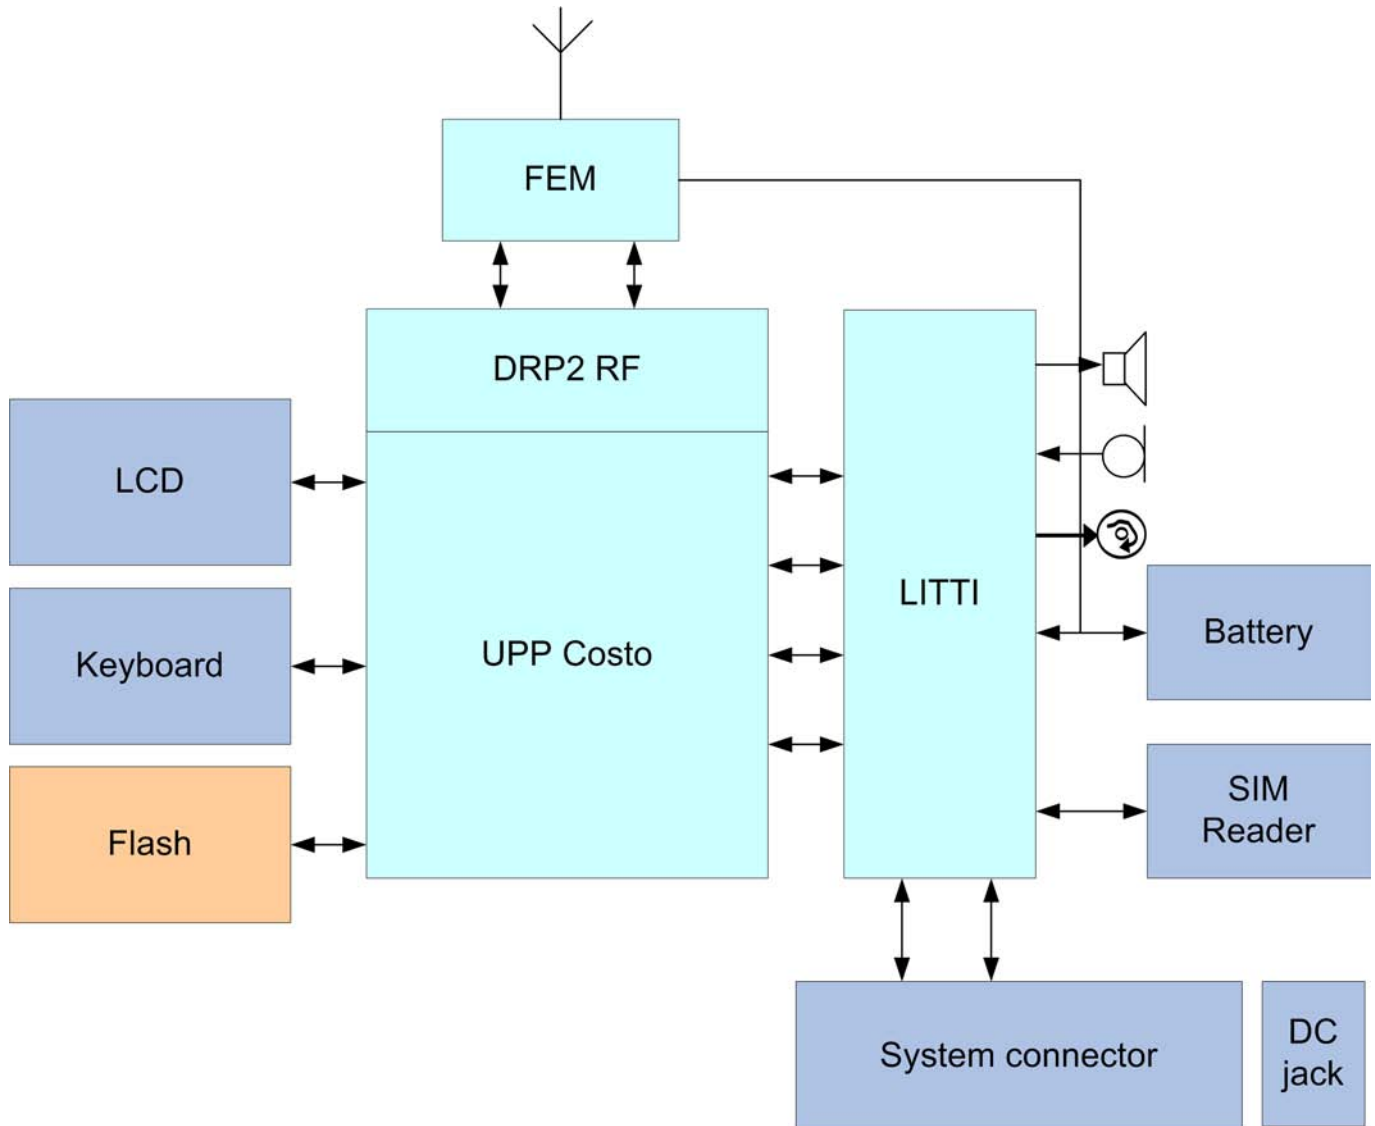 FEM
DRP2 RF
LCD
UPP Costo
LITTI
Keyboard
Battery
Flash
SIM
Reader
System connector
DC
jack